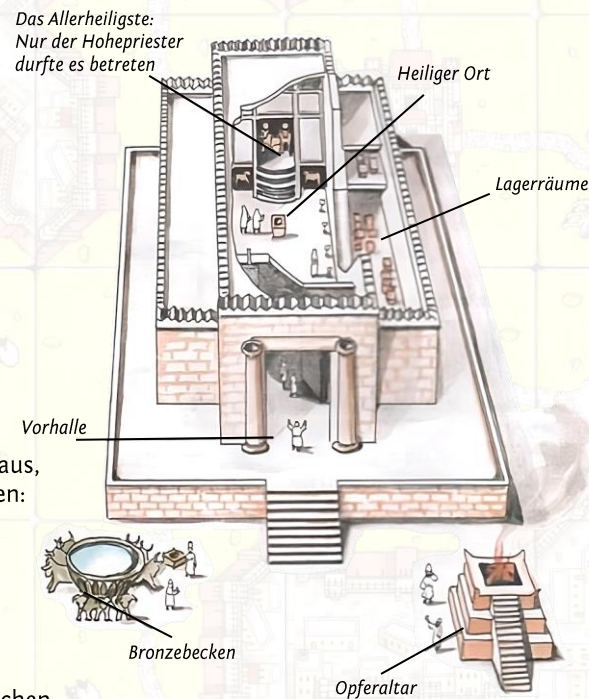 Das Allerheiligste:
Nur der Hohepriester
durfte es betreten
Heiliger Ort
Lagerräume
Vorhalle
aus,
en:
Bronzebecken
Opferaltar